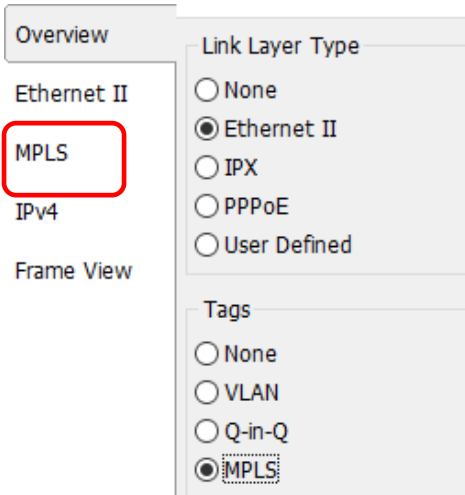 Overview
Ethernet II
MPLS
IPv4
Frame View
Link Layer Type
None
Ethernet II
IPX
PPPoE
User Defined
Tags
None
VLAN
Q-in-Q
MPLS